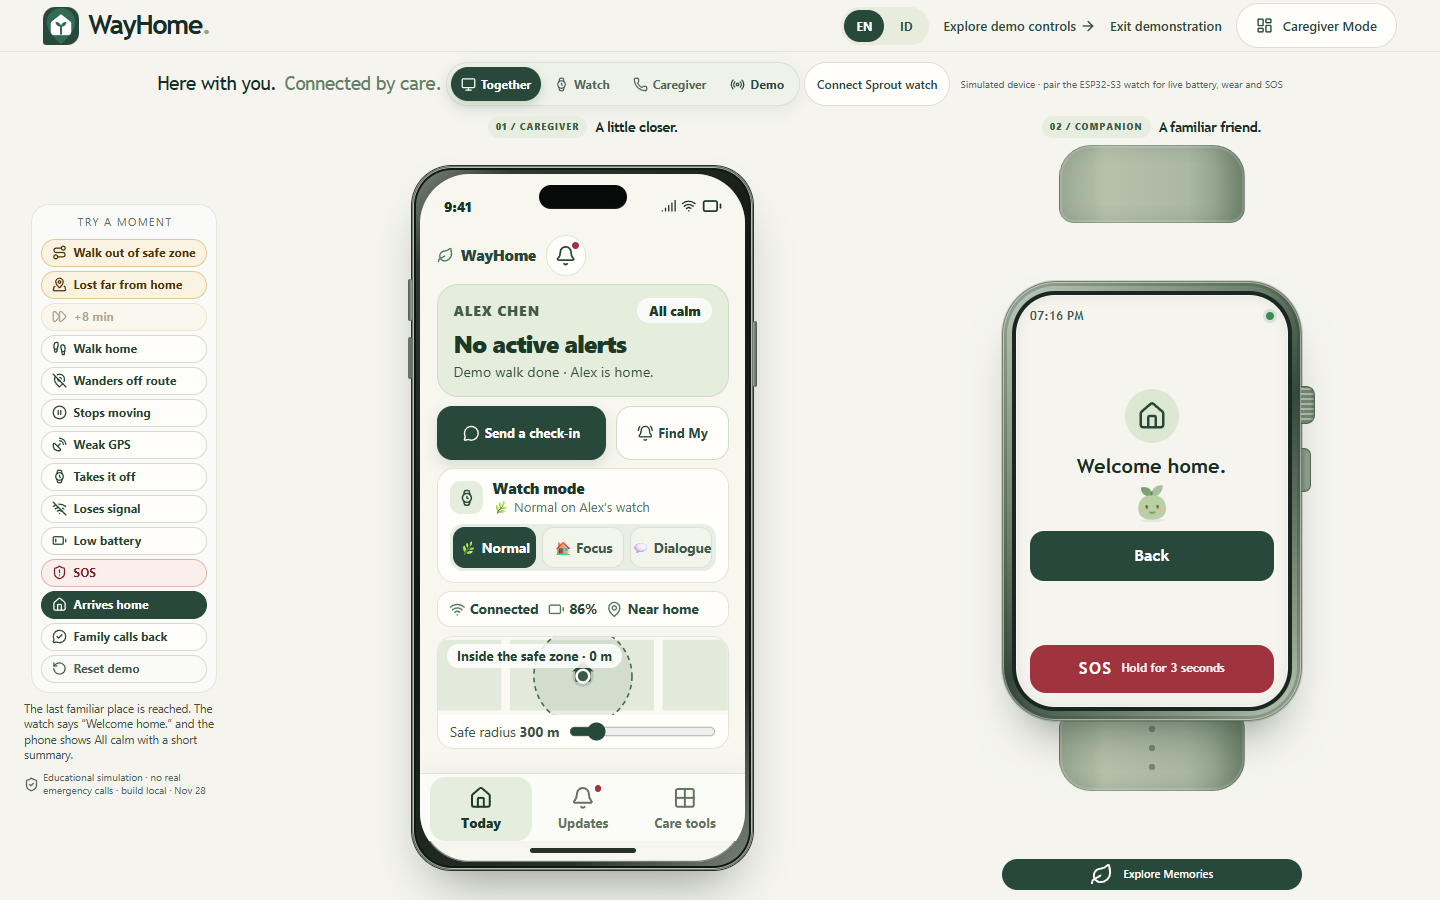 WayHome.
EN
ID
Explore demo controls →
Exit demonstration
Caregiver Mode
Here with you. Connected by care.
Together
Watch
Caregiver
Demo
Connect Sprout watch
Simulated device · pair the ESP32-S3 watch for live battery, wear and SOS
01 / CAREGIVER
A little closer.
02 / COMPANION
A familiar friend.
TRY A MOMENT
Walk out of safe zone
Lost far from home
+8 min
Walk home
Wanders off route
Stops moving
Weak GPS
Takes it off
Loses signal
Low battery
SOS
Arrives home
Family calls back
Reset demo
The last familiar place is reached. The
watch says “Welcome home.” and the
phone shows All calm with a short
summary.
Educational simulation · no real
emergency calls · build local · Nov 28
9:41
WayHome
ALEX CHEN
All calm
No active alerts
Demo walk done · Alex is home.
Send a check-in
Find My
Watch mode
Normal on Alex's watch
Normal
Focus
Dialogue
Connected
86%
Near home
Inside the safe zone · 0 m
Safe radius 300 m
Today
Updates
Care tools
07:16 PM
Welcome home.
Back
SOS Hold for 3 seconds
Explore Memories